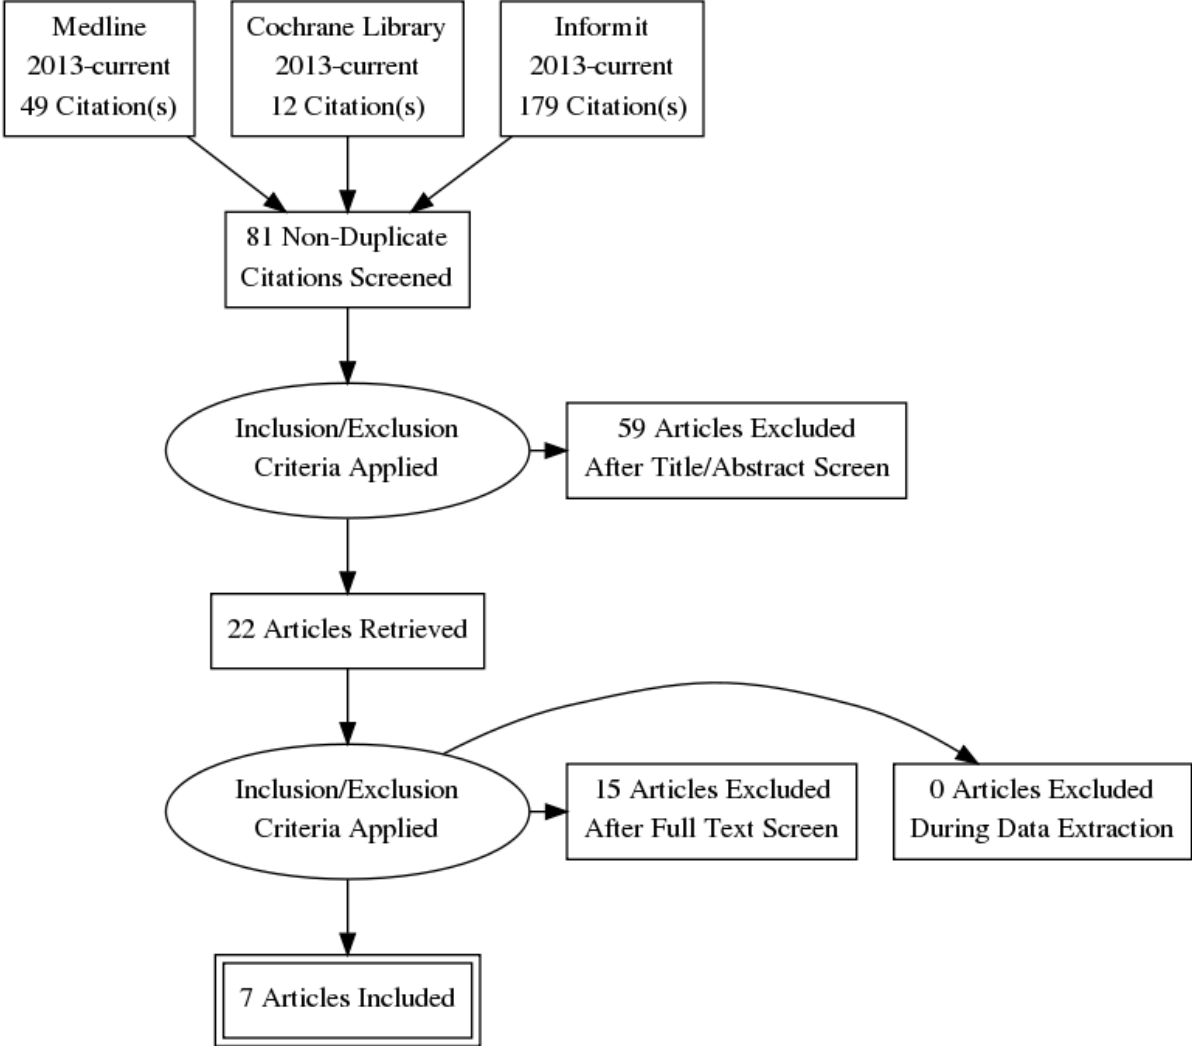 Medline
2013-current
49 Citation(s)
Cochrane Library
2013-current
12 Citation(s)
Informit
2013-current
179 Citation(s)
81 Non-Duplicate
Citations Screened
Inclusion/Exclusion
Criteria Applied
59 Articles Excluded
After Title/Abstract Screen
22 Articles Retrieved
Inclusion/Exclusion
Criteria Applied
15 Articles Excluded
After Full Text Screen
0 Articles Excluded
During Data Extraction
7 Articles Included